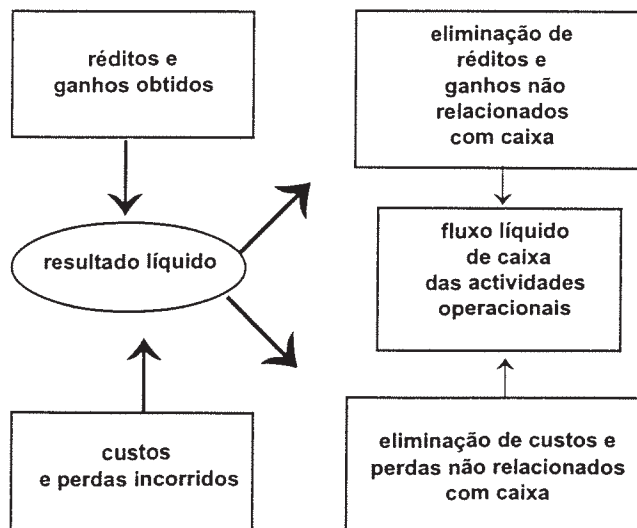 réditos e
ganhos obtidos
eliminação de
réditos e
ganhos não
relacionados
com caixa
resultado líquido
fluxo líquido
de caixa
das actividades
operacionais
custos
e perdas incorridos
eliminação de custos e
perdas não relacionados
com caixa